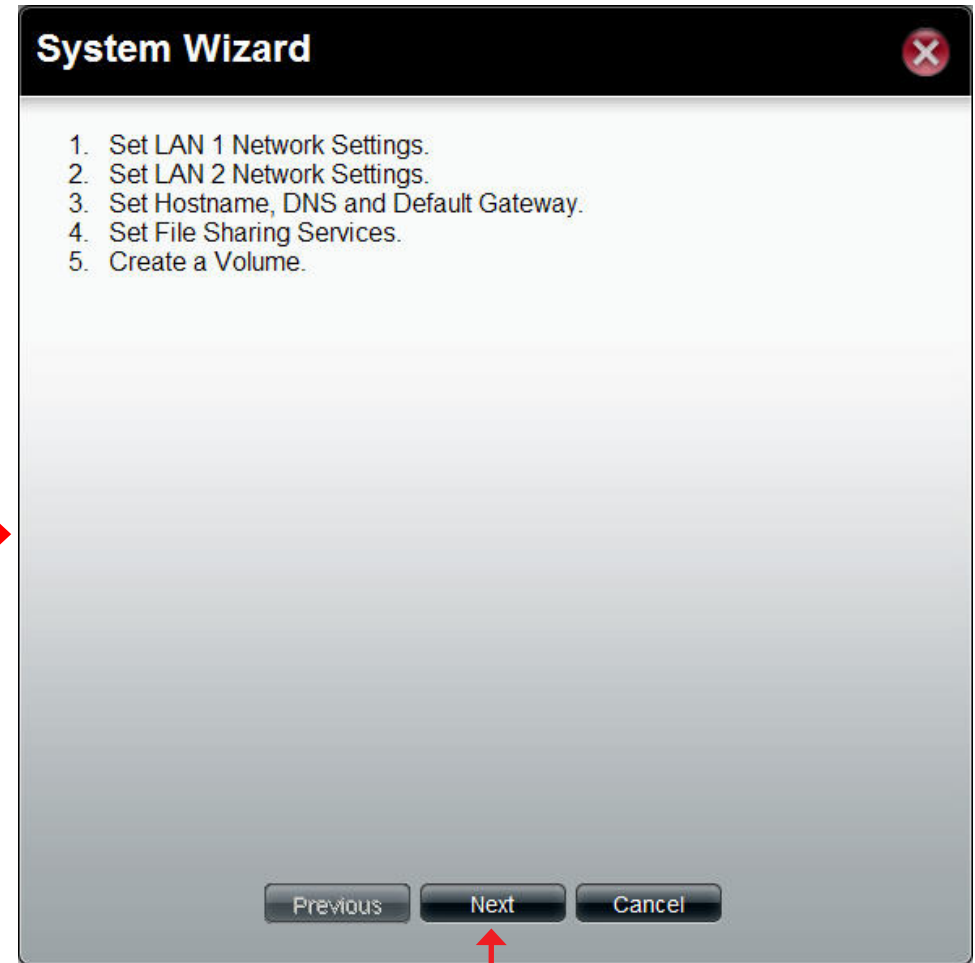 System Wizard
1. Set LAN 1 Network Settings.
2. Set LAN 2 Network Settings.
3. Set Hostname, DNS and Default Gateway.
4. Set File Sharing Services.
5. Create a Volume.
Previous Next Cancel